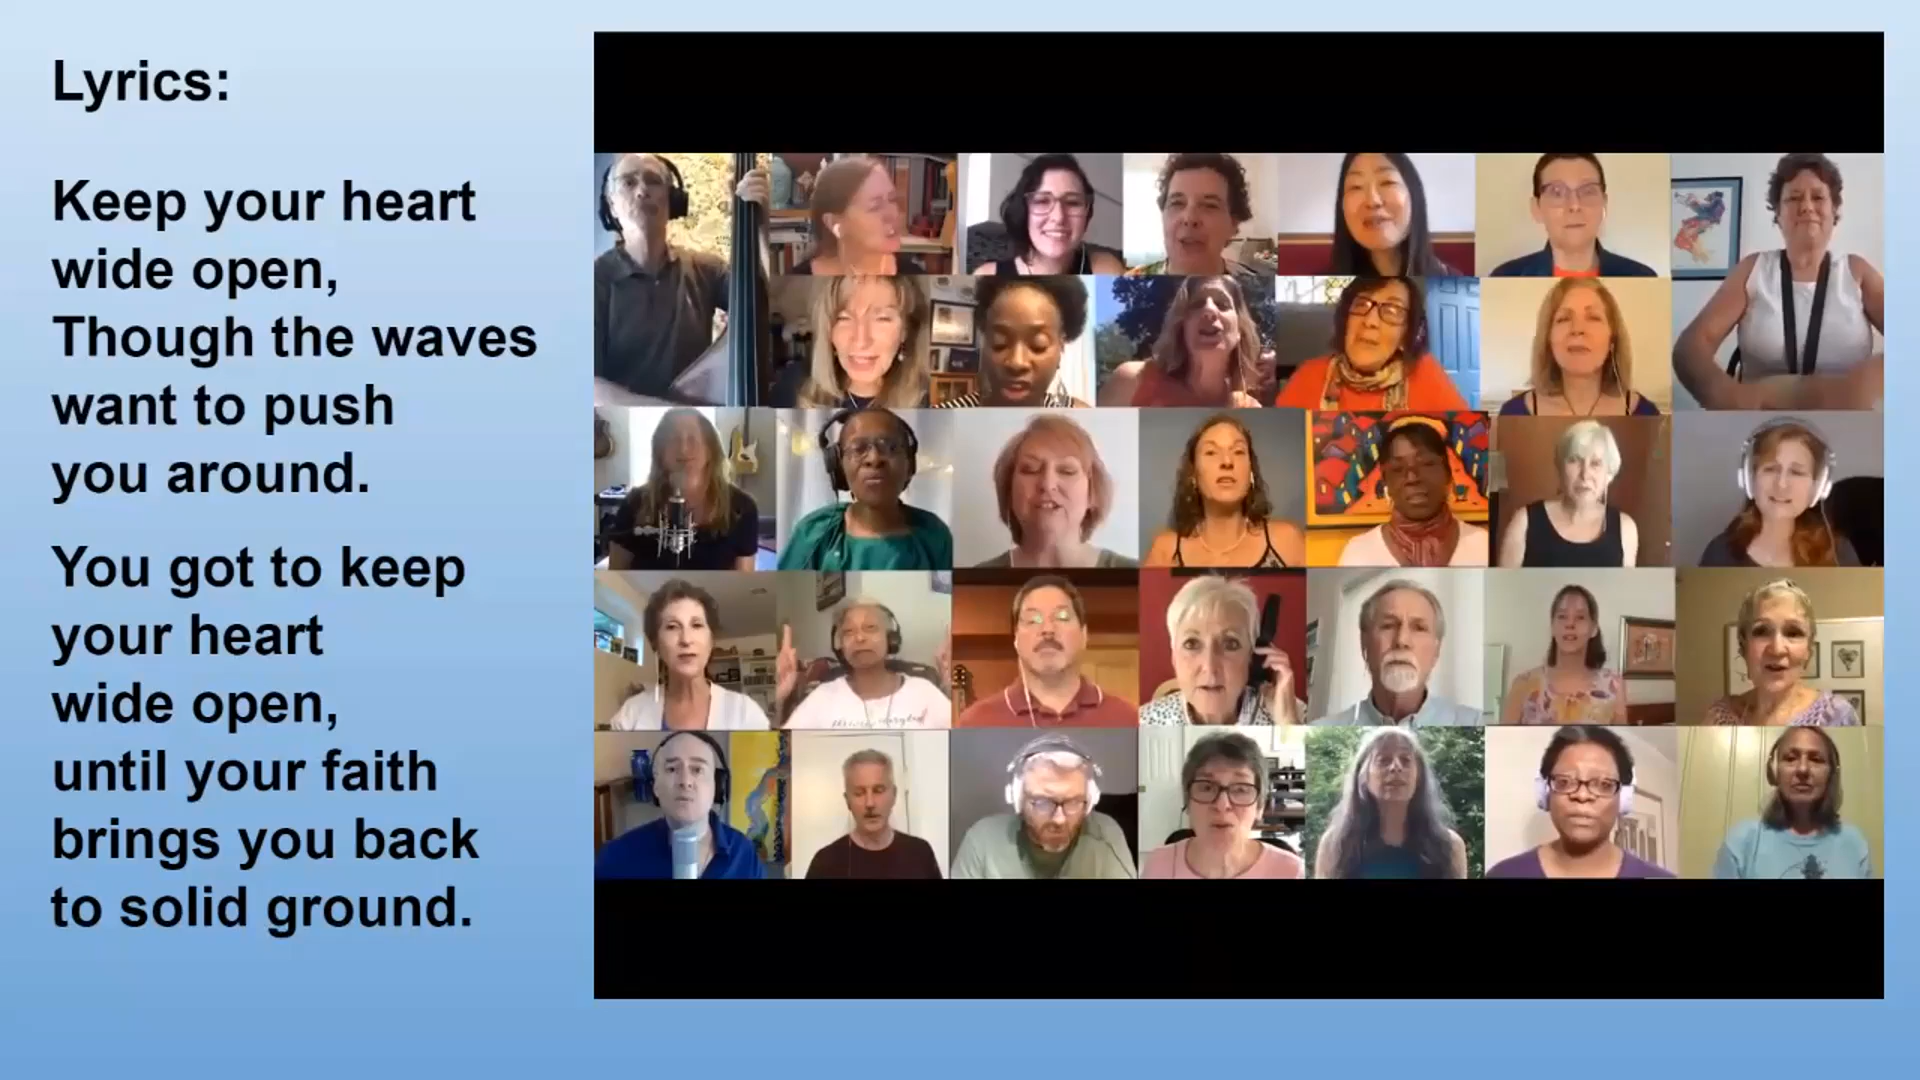 Lyrics:
Keep your heart
wide open,
Though the waves
want to push
you around.
You got to keep
your heart
wide open,
until your faith
brings you back
to solid ground.